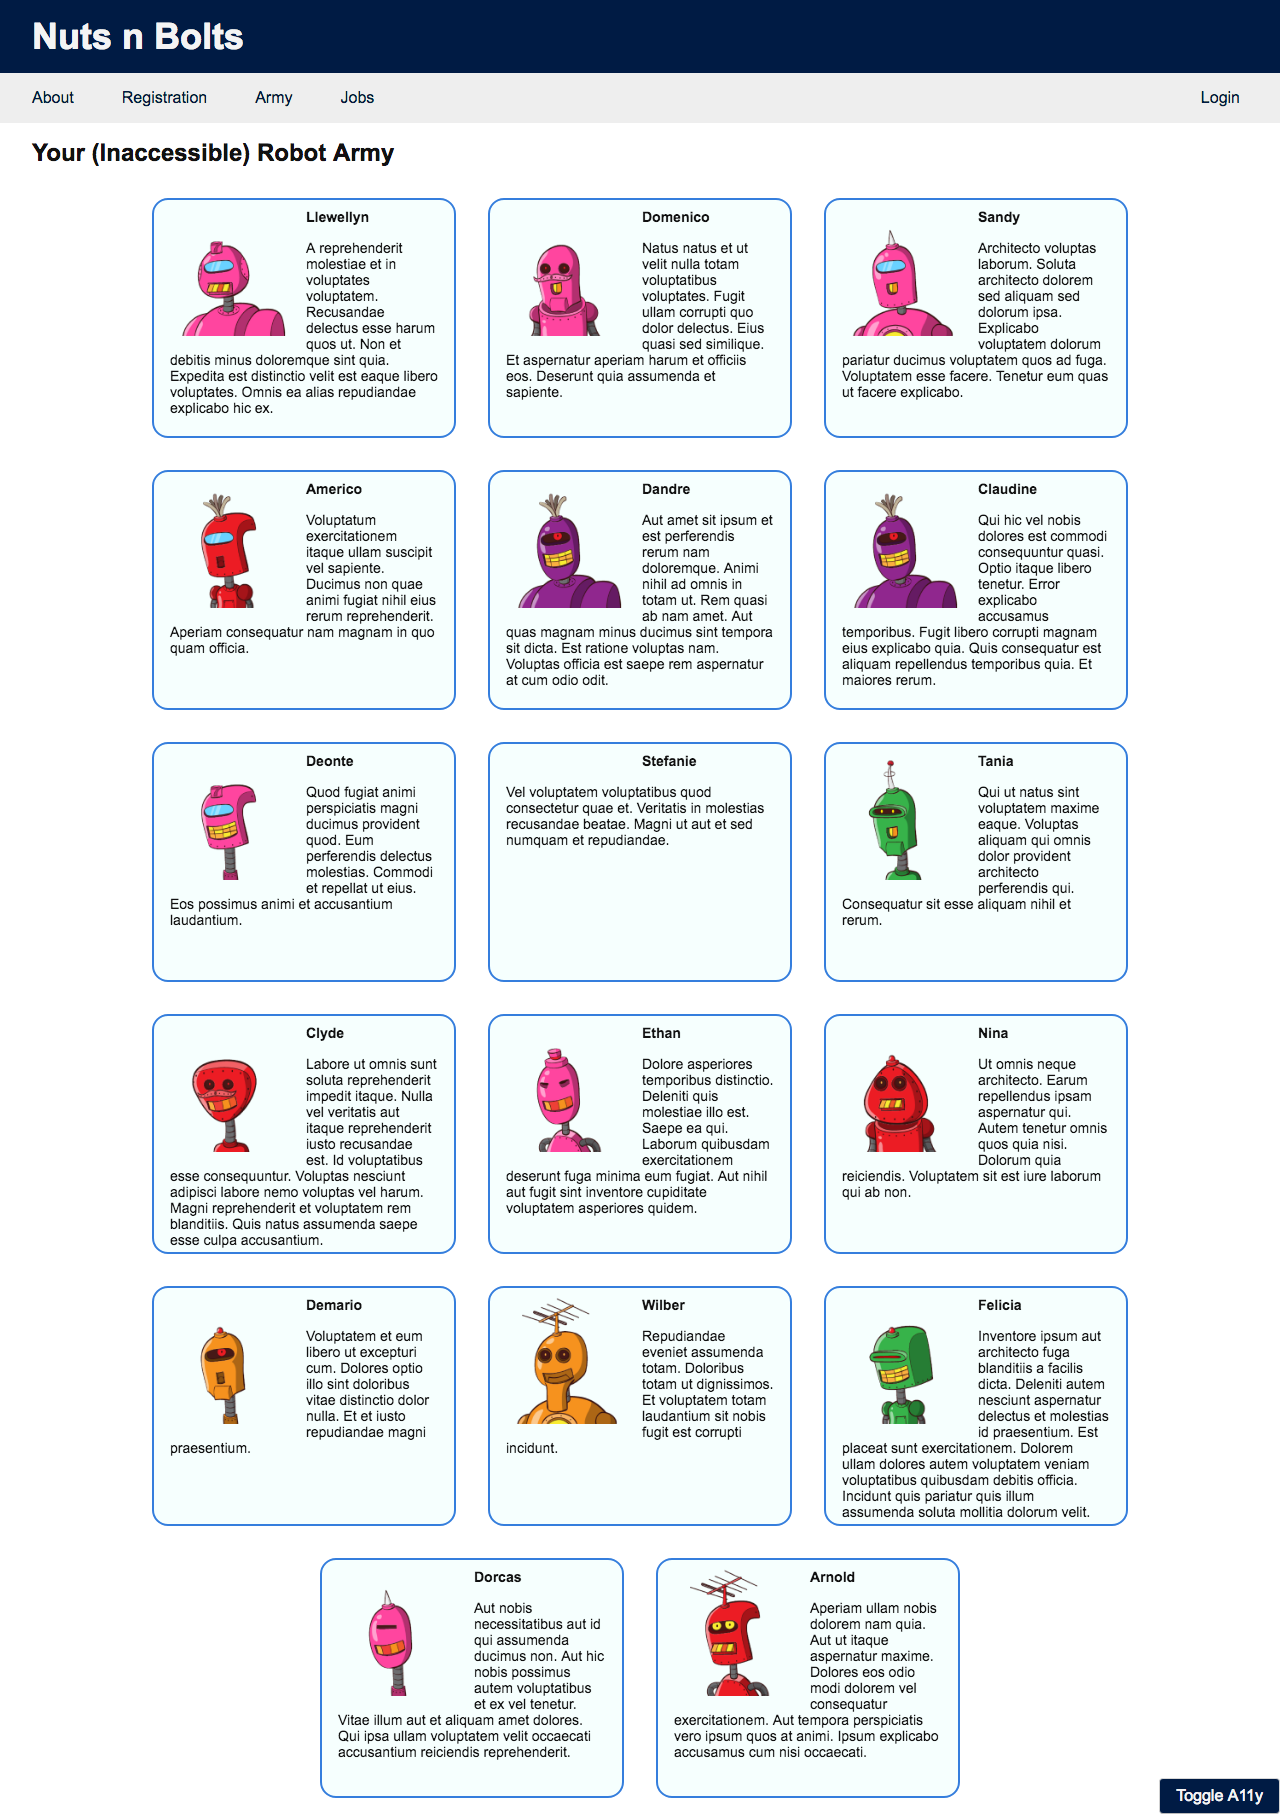 Nuts n Bolts
About Registration Army Jobs Login
Your (Inaccessible) Robot Army
Llewellyn
A reprehenderit
molestiae et in
voluptates
voluptatem.
Recusandae
delectus esse harum
quos ut. Non et
debitis minus doloremque sint quia.
Expedita est distinctio velit est eaque libero
voluptates. Omnis ea alias repudiandae
explicabo hic ex.
Domenico
Natus natus et ut
velit nulla totam
voluptatibus
voluptates. Fugit
ullam corrupti quo
dolor delectus. Eius
quasi sed similique.
Et aspernatur aperiam harum et officiis
eos. Deserunt quia assumenda et
sapiente.
Sandy
Architecto voluptas
laborum. Soluta
architecto dolorem
sed aliquam sed
dolorum ipsa.
Explicabo
voluptatem dolorum
pariatur ducimus voluptatem quos ad fuga.
Voluptatem esse facere. Tenetur eum quas
ut facere explicabo.
Americo
Voluptatum
exercitationem
itaque ullam suscipit
vel sapiente.
Ducimus non quae
animi fugiat nihil eius
rerum reprehenderit.
Aperiam consequatur nam magnam in quo
quam officia.
Dandre
Aut amet sit ipsum et
est perferendis
rerum nam
doloremque. Animi
nihil ad omnis in
totam ut. Rem quasi
ab nam amet. Aut
quas magnam minus ducimus sint tempora
sit dicta. Est ratione voluptas nam.
Voluptas officia est saepe rem aspernatur
at cum odio odit.
Claudine
Qui hic vel nobis
dolores est commodi
consequuntur quasi.
Optio itaque libero
tenetur. Error
explicabo
accusamus
temporibus. Fugit libero corrupti magnam
eius explicabo quia. Quis consequatur est
aliquam repellendus temporibus quia. Et
maiores rerum.
Deonte
Quod fugiat animi
perspiciatis magni
ducimus provident
quod. Eum
perferendis delectus
molestias. Commodi
et repellat ut eius.
Eos possimus animi et accusantium
laudantium.
Stefanie
Vel voluptatem voluptatibus quod
consectetur quae et. Veritatis in molestias
recusandae beatae. Magni ut aut et sed
numquam et repudiandae.
Tania
Qui ut natus sint
voluptatem maxime
eaque. Voluptas
aliquam qui omnis
dolor provident
architecto
perferendis qui.
Consequatur sit esse aliquam nihil et
rerum.
Clyde
Labore ut omnis sunt
soluta reprehenderit
impedit itaque. Nulla
vel veritatis aut
itaque reprehenderit
iusto recusandae
est. Id voluptatibus
esse consequuntur. Voluptas nesciunt
adipisci labore nemo voluptas vel harum.
Magni reprehenderit et voluptatem rem
blanditiis. Quis natus assumenda saepe
esse culpa accusantium.
Ethan
Dolore asperiores
temporibus distinctio.
Deleniti quis
molestiae illo est.
Saepe ea qui.
Laborum quibusdam
exercitationem
deserunt fuga minima eum fugiat. Aut nihil
aut fugit sint inventore cupiditate
voluptatem asperiores quidem.
Nina
Ut omnis neque
architecto. Earum
repellendus ipsam
aspernatur qui.
Autem tenetur omnis
quos quia nisi.
Dolorum quia
reiciendis. Voluptatem sit est iure laborum
qui ab non.
Demario
Voluptatem et eum
libero ut excepturi
cum. Dolores optio
illo sint doloribus
vitae distinctio dolor
nulla. Et et iusto
repudiandae magni
praesentium.
Wilber
Repudiandae
eveniet assumenda
totam. Doloribus
totam ut dignissimos.
Et voluptatem totam
laudantium sit nobis
fugit est corrupti
incidunt.
Felicia
Inventore ipsum aut
architecto fuga
blanditiis a facilis
dicta. Deleniti autem
nesciunt aspernatur
delectus et molestias
id praesentium. Est
placeat sunt exercitationem. Dolorem
ullam dolores autem voluptatem veniam
voluptatibus quibusdam debitis officia.
Incidunt quis pariatur quis illum
assumenda soluta mollitia dolorum velit.
Dorcas
Aut nobis
necessitatibus aut id
qui assumenda
ducimus non. Aut hic
nobis possimus
autem voluptatibus
et ex vel tenetur.
Vitae illum aut et aliquam amet dolores.
Qui ipsa ullam voluptatem velit occaecati
accusantium reiciendis reprehenderit.
Arnold
Aperiam ullam nobis
dolorem nam quia.
Aut ut itaque
aspernatur maxime.
Dolores eos odio
modi dolorem vel
consequatur
exercitationem. Aut tempora perspiciatis
vero ipsum quos at animi. Ipsum explicabo
accusamus cum nisi occaecati.
Toggle A11y